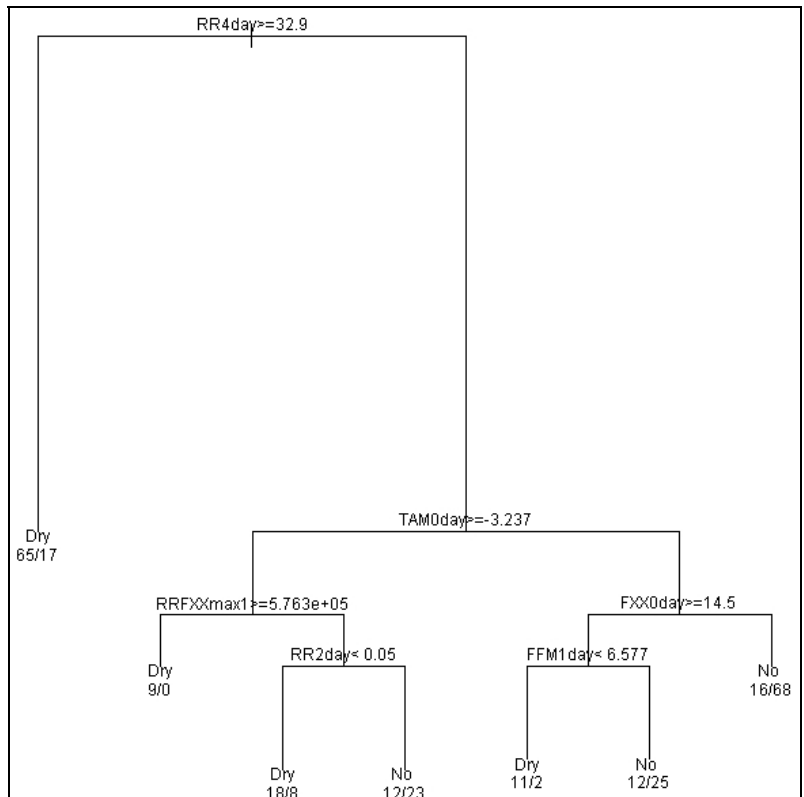 RR4day>=32.9
TAM0day>=-3.237
Dry
65/17
RRFXXmax1>=5.763e+05
FXX0day>=14.5
RR2day< 0.05
FFM1day< 6.577
Dry
9/0
No
16/68
Dry
18/8
No
12/23
Dry
11/2
No
12/25